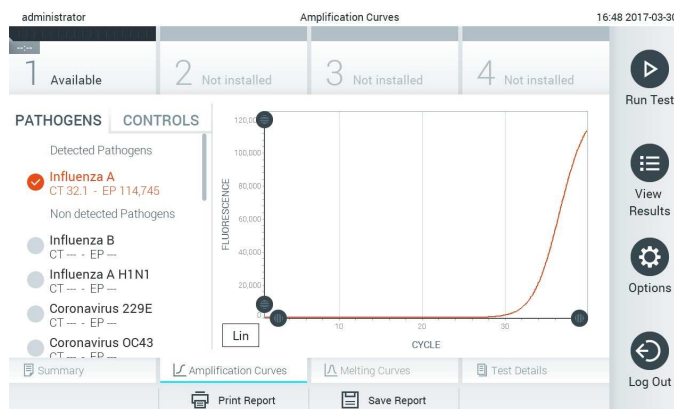 administrator
Amplification Curves
16:48 2017-03-30
--:--
1 Available
2 Not installed
3 Not installed
4 Not installed
Run Test
View
Results
Options
Log Out
PATHOGENS
CONTROLS
Detected Pathogens
Influenza A
CT 32.1 - EP 114,745
Non detected Pathogens
Influenza B
CT --- - EP ---
Influenza A H1N1
CT --- - EP ---
Coronavirus 229E
CT --- - EP ---
Coronavirus OC43
CT --- - EP ---
FLUORESCENCE
100,000
80,000
60,000
40,000
20,000
0
10
20
30
CYCLE
Lin
Summary
Amplification Curves
Melting Curves
Test Details
Print Report
Save Report